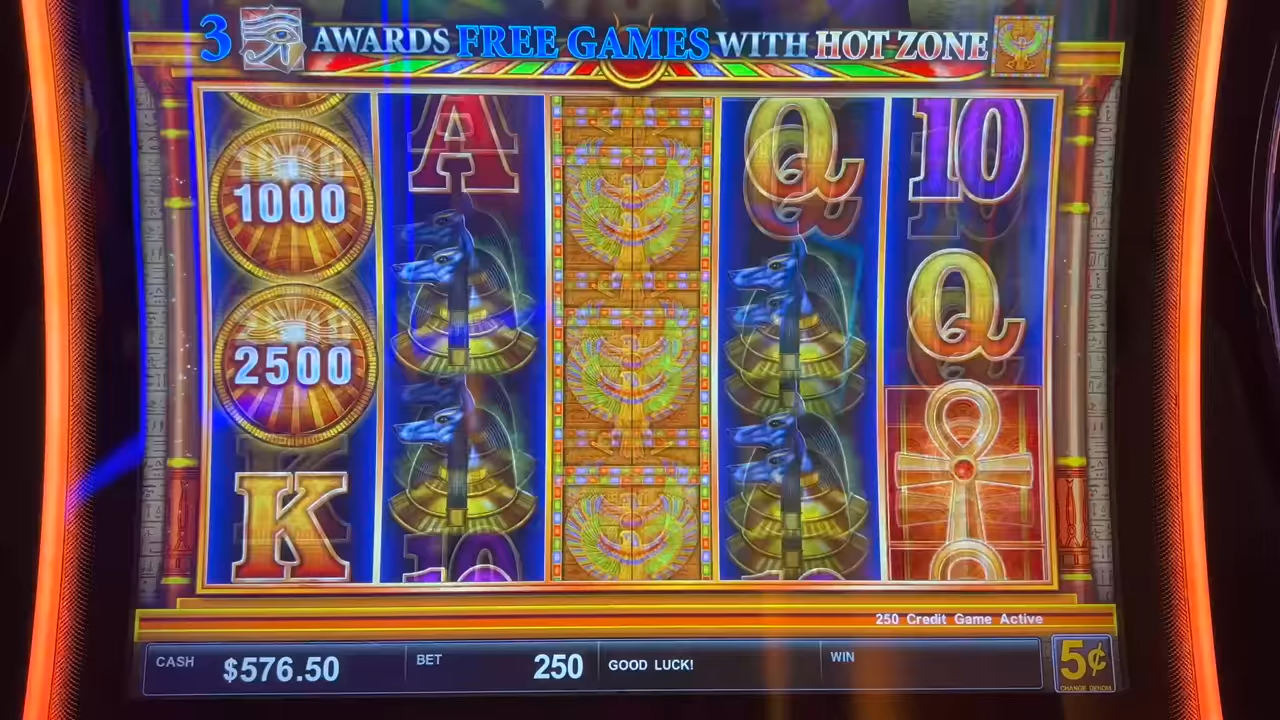 3 AWARDS FREE GAMES WITH HOT ZONE
A
Q
10
1000
2500
Q
K
10
250 Credit Game Active
CASH $576.50
BET 250
GOOD LUCK!
WIN
5¢
CHANGE DENOM